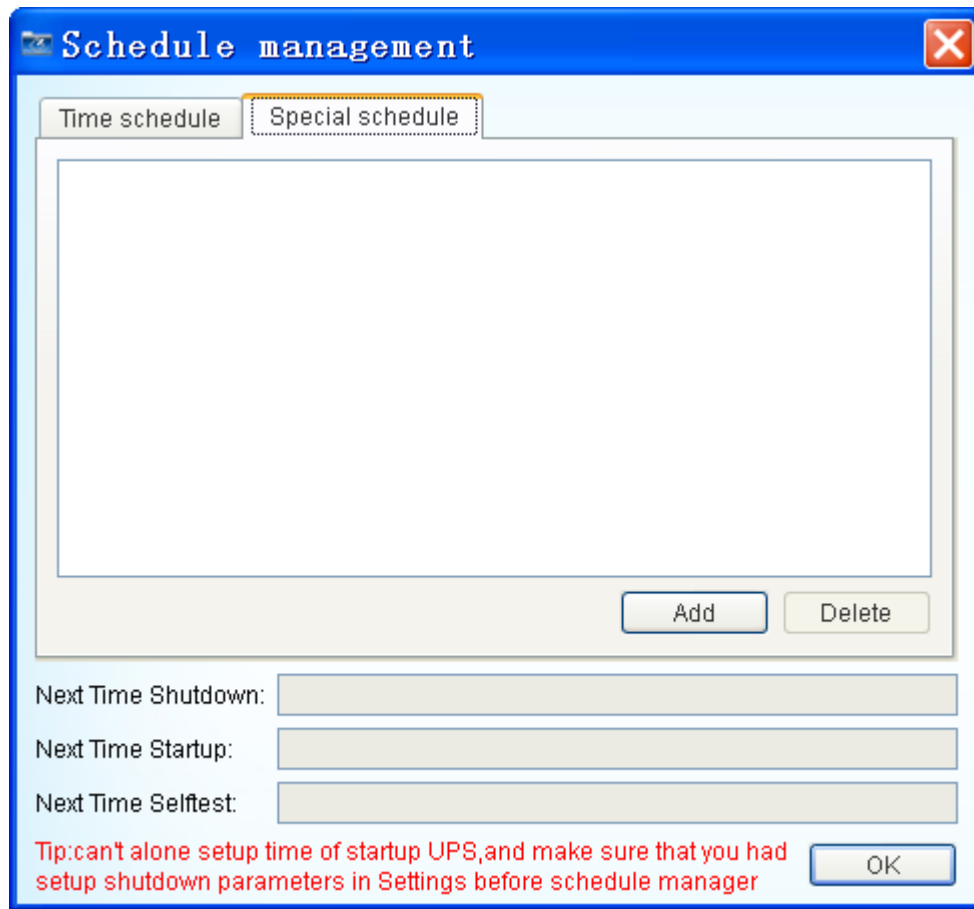 Schedule management
Time schedule
Special schedule
Add
Delete
Next Time Shutdown:
Next Time Startup:
Next Time Selftest:
Tip:can't alone setup time of startup UPS,and make sure that you had
setup shutdown parameters in Settings before schedule manager
OK